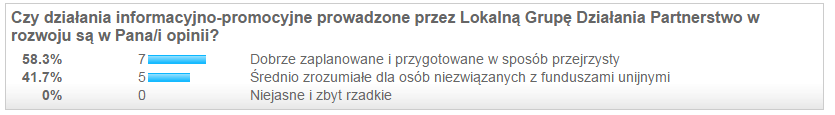 Czy działania informacyjno-promocyjne prowadzone przez Lokalną Grupę Działania Partnerstwo w
rozwoju są w Pana/i opinii?
58.3% 7 Dobrze zaplanowane i przygotowane w sposób przejrzysty
41.7% 5 Średnio zrozumiałe dla osób niezwiązanych z funduszami unijnymi
0% 0 Niejasne i zbyt rzadkie